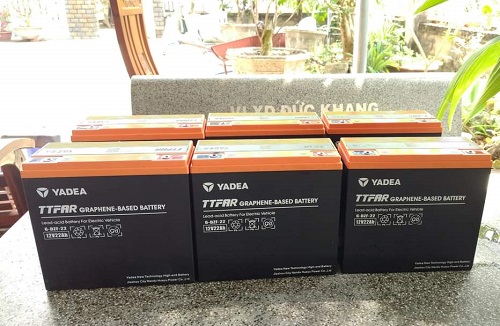 VLXD ĐỨC KHANG
YADEA
TTFAR GRAPHENE-BASED BATTERY
Lead-acid Battery For Electric Vehicle
6-DZF-22
12V22Ah
YADEA
TTFAR GRAPHENE-BASED BATTERY
Lead-acid Battery For Electric Vehicle
6-DZF-22
12V22Ah
YADEA
TTFAR GRAPHENE-BASED BATTERY
Lead-acid Battery For Electric Vehicle
6-DZF-22
12V22Ah